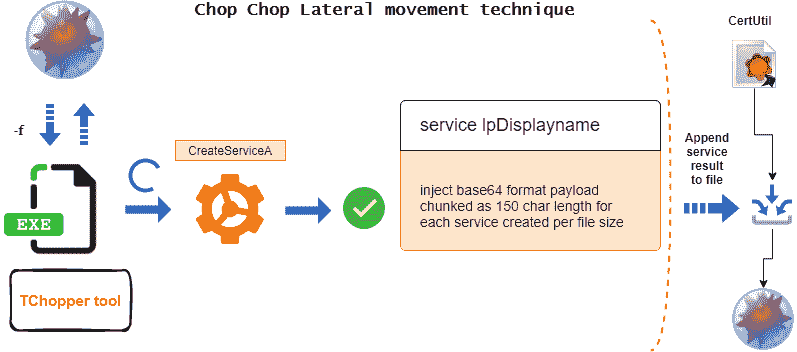 Chop Chop Lateral movement technique
CertUtil
-f
CreateServiceA
service lpDisplayname
Append
service
result
to file
inject base64 format payload
chunked as 150 char length for
each service created per file size
EXE
TChopper tool